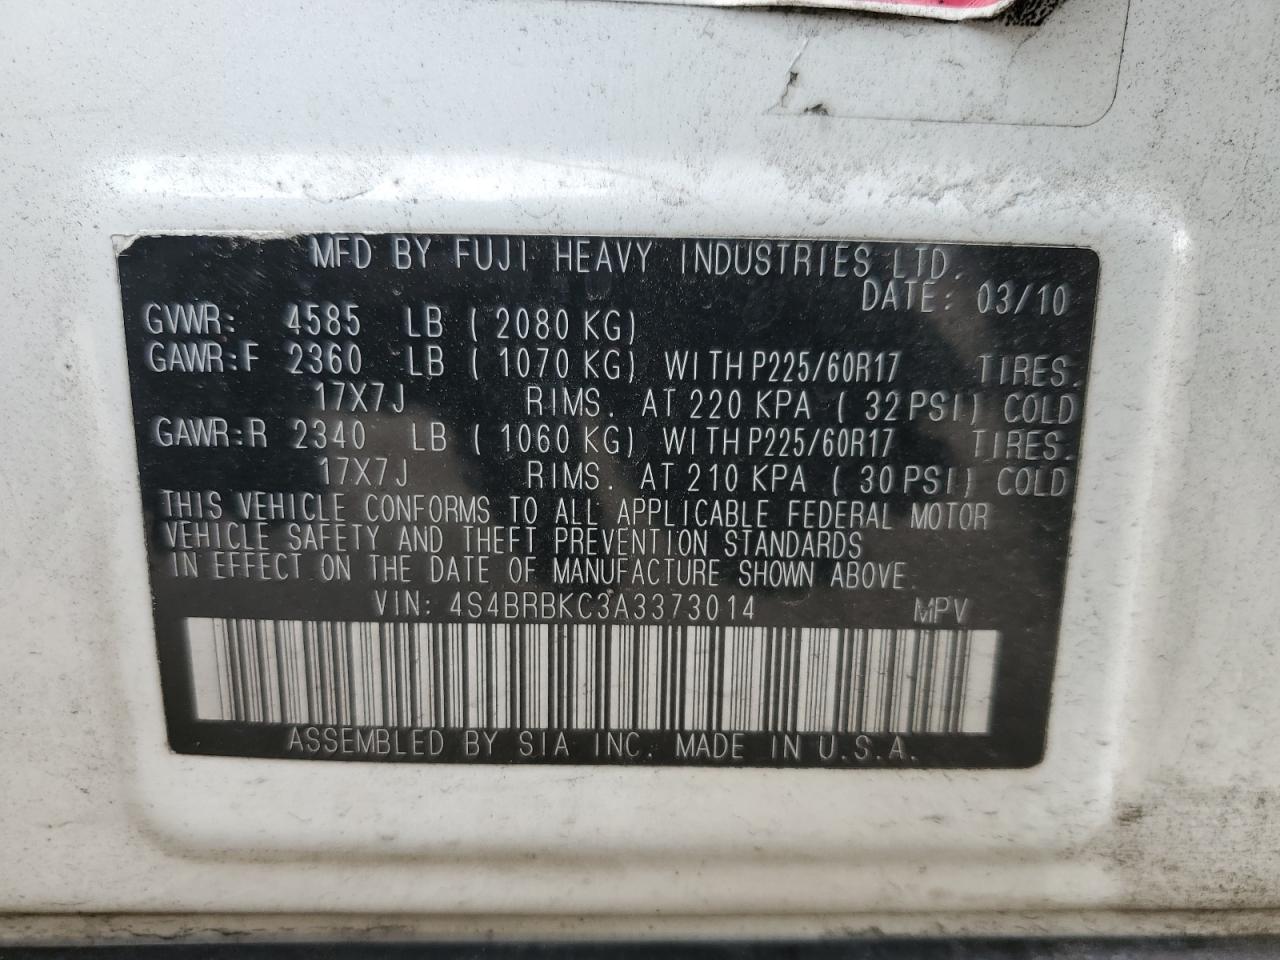 MFD BY FUJI HEAVY INDUSTRIES LTD.
DATE: 03/10
GVWR: 4585 LB ( 2080 KG)
GAWR:F 2360 LB ( 1070 KG) WITH P225/60R17 TIRES.
17X7J RIMS. AT 220 KPA ( 32 PSI) COLD
GAWR:R 2340 LB ( 1060 KG) WITH P225/60R17 TIRES.
17X7J RIMS. AT 210 KPA ( 30 PSI) COLD
THIS VEHICLE CONFORMS TO ALL APPLICABLE FEDERAL MOTOR
VEHICLE SAFETY AND THEFT PREVENTION STANDARDS
IN EFFECT ON THE DATE OF MANUFACTURE SHOWN ABOVE.
VIN: 4S4BRBKC3A3373014 MPV
ASSEMBLED BY SIA INC. MADE IN U.S.A.